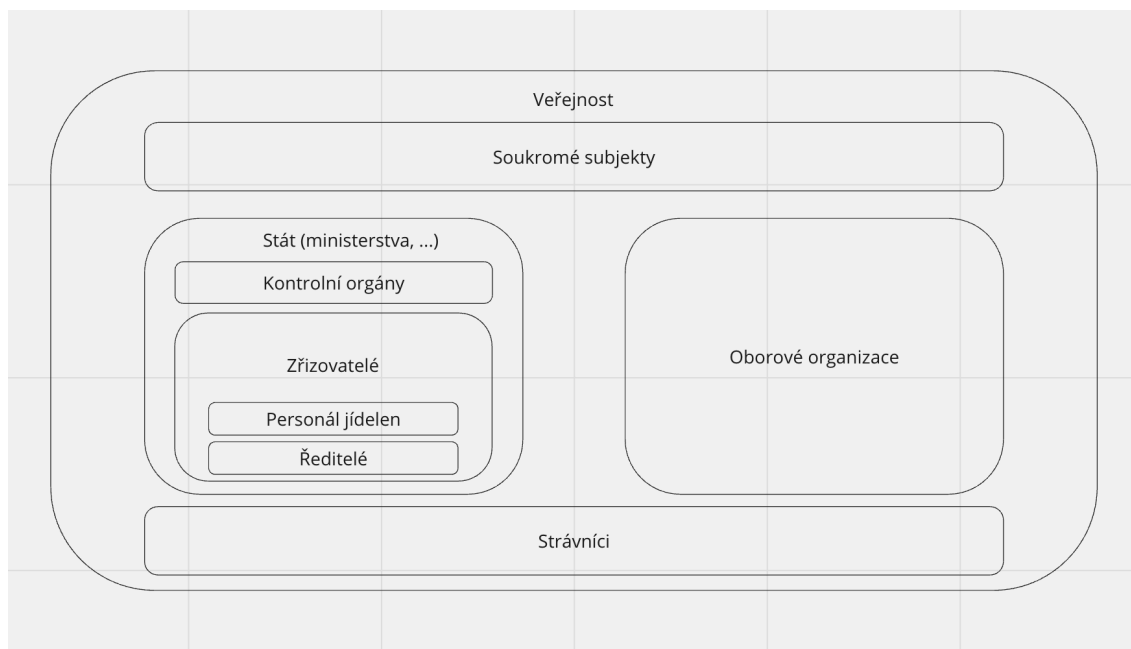 Veřejnost
Soukromé subjekty
Stát (ministerstva, ...)
Kontrolní orgány
Zřizovatelé
Personál jídelen
Ředitelé
Oborové organizace
Strávníci